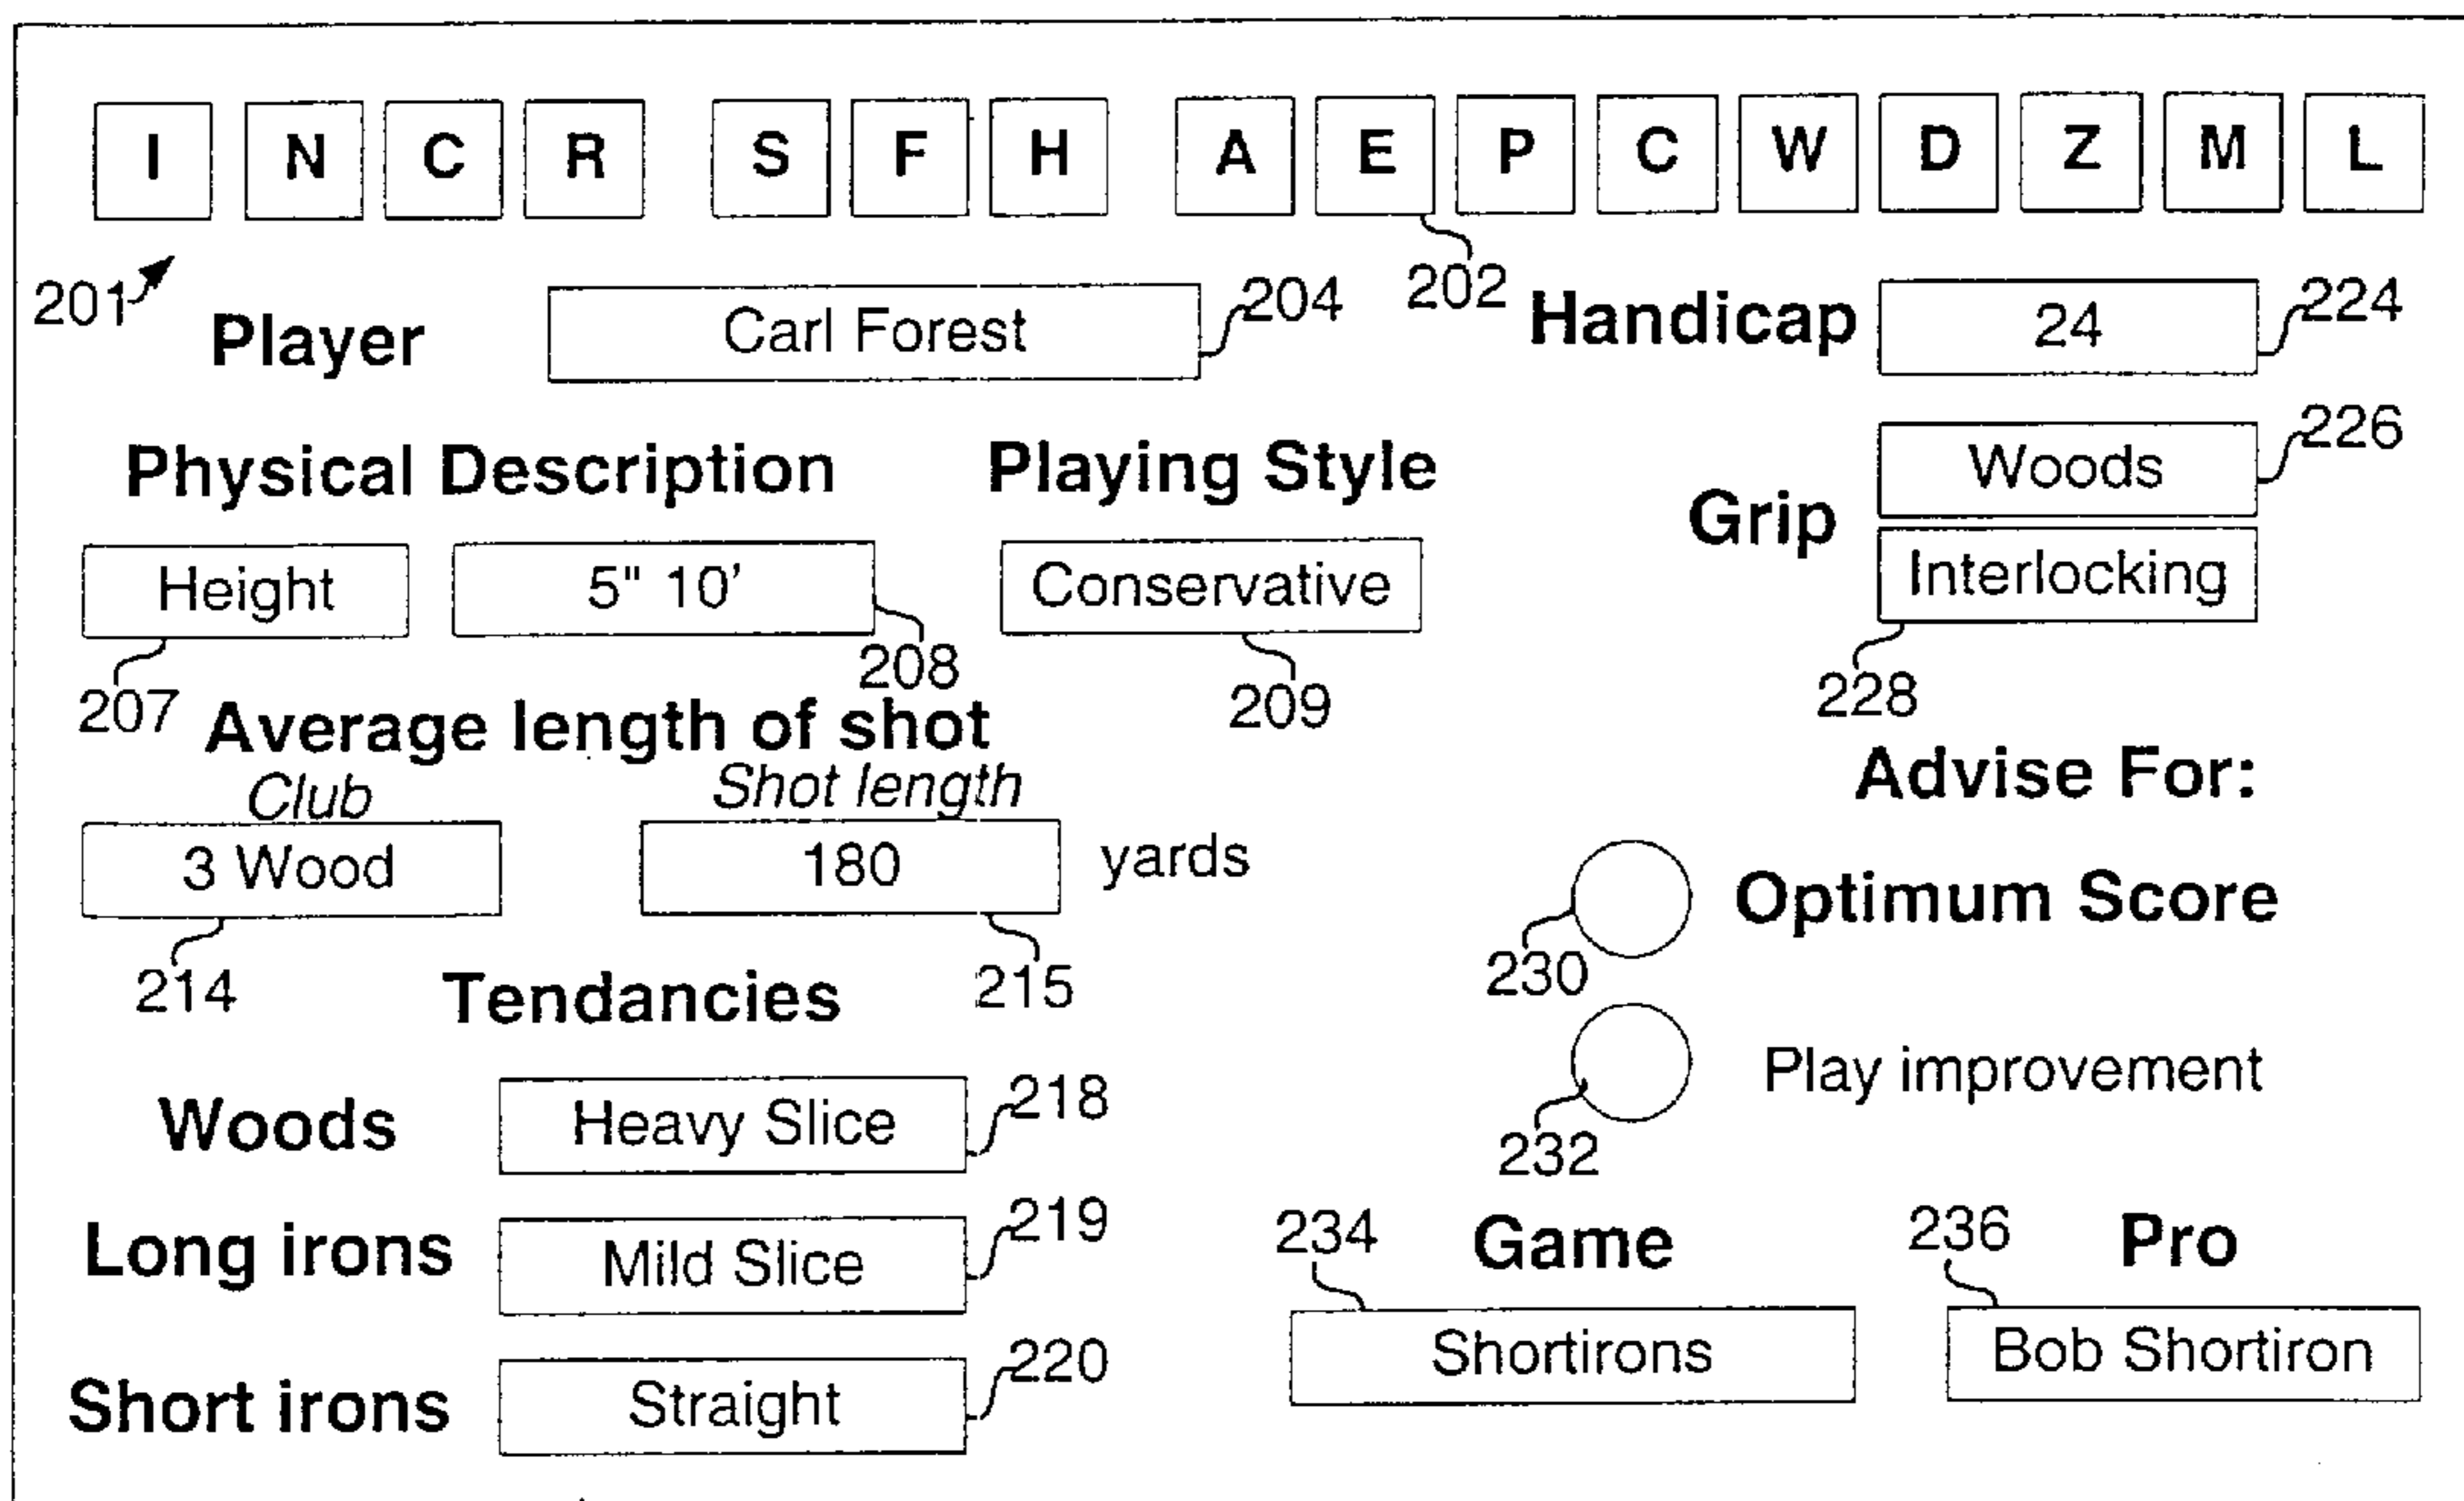 I N C R S F H A E P C W D Z M L
201 Player Carl Forest 204 202 Handicap 24 224
Physical Description Playing Style Grip Woods 226
Height 5" 10' Conservative Interlocking
207 208 209 228
Average length of shot
Club Shot length Advise For:
3 Wood 180 yards Optimum Score
214 215 230
Tendancies
Play improvement
232
Woods Heavy Slice 218
Long irons Mild Slice 219 234 Game 236 Pro
Short irons Straight 220 Shortirons Bob Shortiron